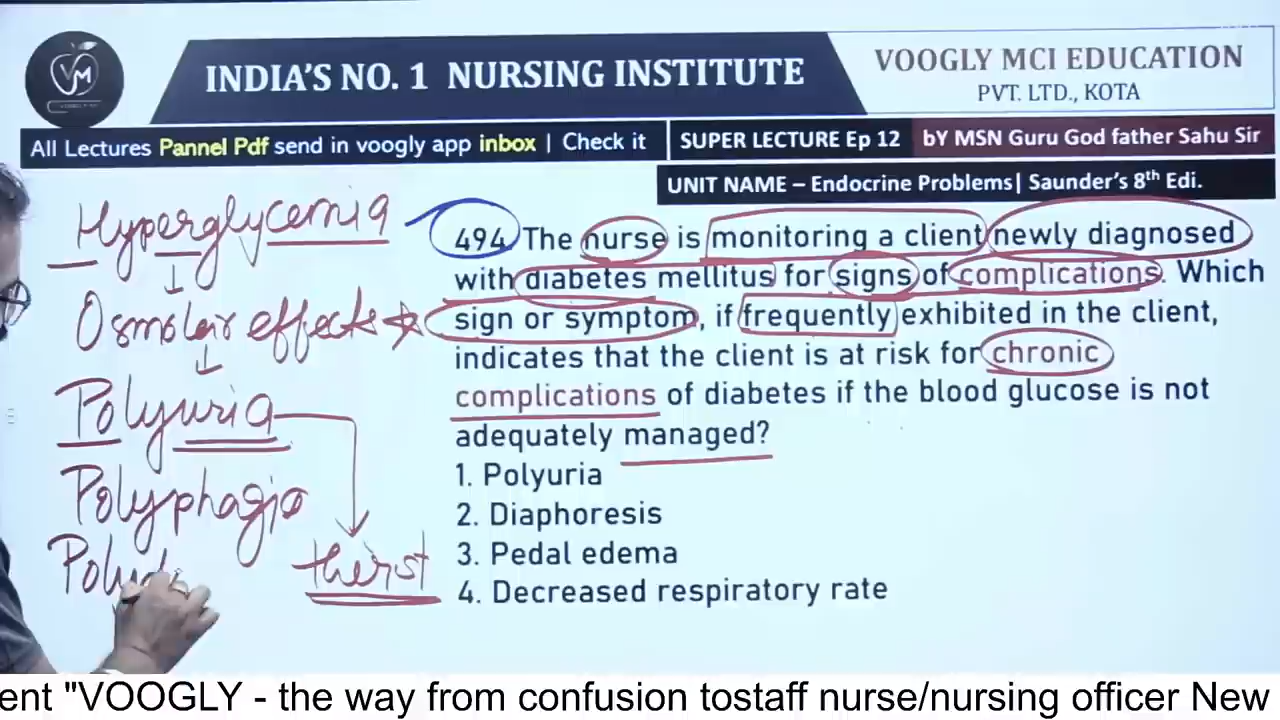 INDIA'S NO. 1 NURSING INSTITUTE
VOOGLY MCI EDUCATION
PVT. LTD., KOTA
VM
All Lectures Pannel Pdf send in voogly app inbox | Check it
SUPER LECTURE Ep 12
bY MSN Guru God father Sahu Sir
UNIT NAME – Endocrine Problems| Saunder's 8th Edi.
Hyperglycemia
Osmolar effects
Polyuria
Polyphagia
therist
494 The nurse is monitoring a client newly diagnosed
with diabetes mellitus for signs of complications. Which
sign or symptom, if frequently exhibited in the client,
indicates that the client is at risk for chronic
complications of diabetes if the blood glucose is not
adequately managed?
1. Polyuria
2. Diaphoresis
3. Pedal edema
4. Decreased respiratory rate
ent "VOOGLY - the way from confusion tostaff nurse/nursing officer New